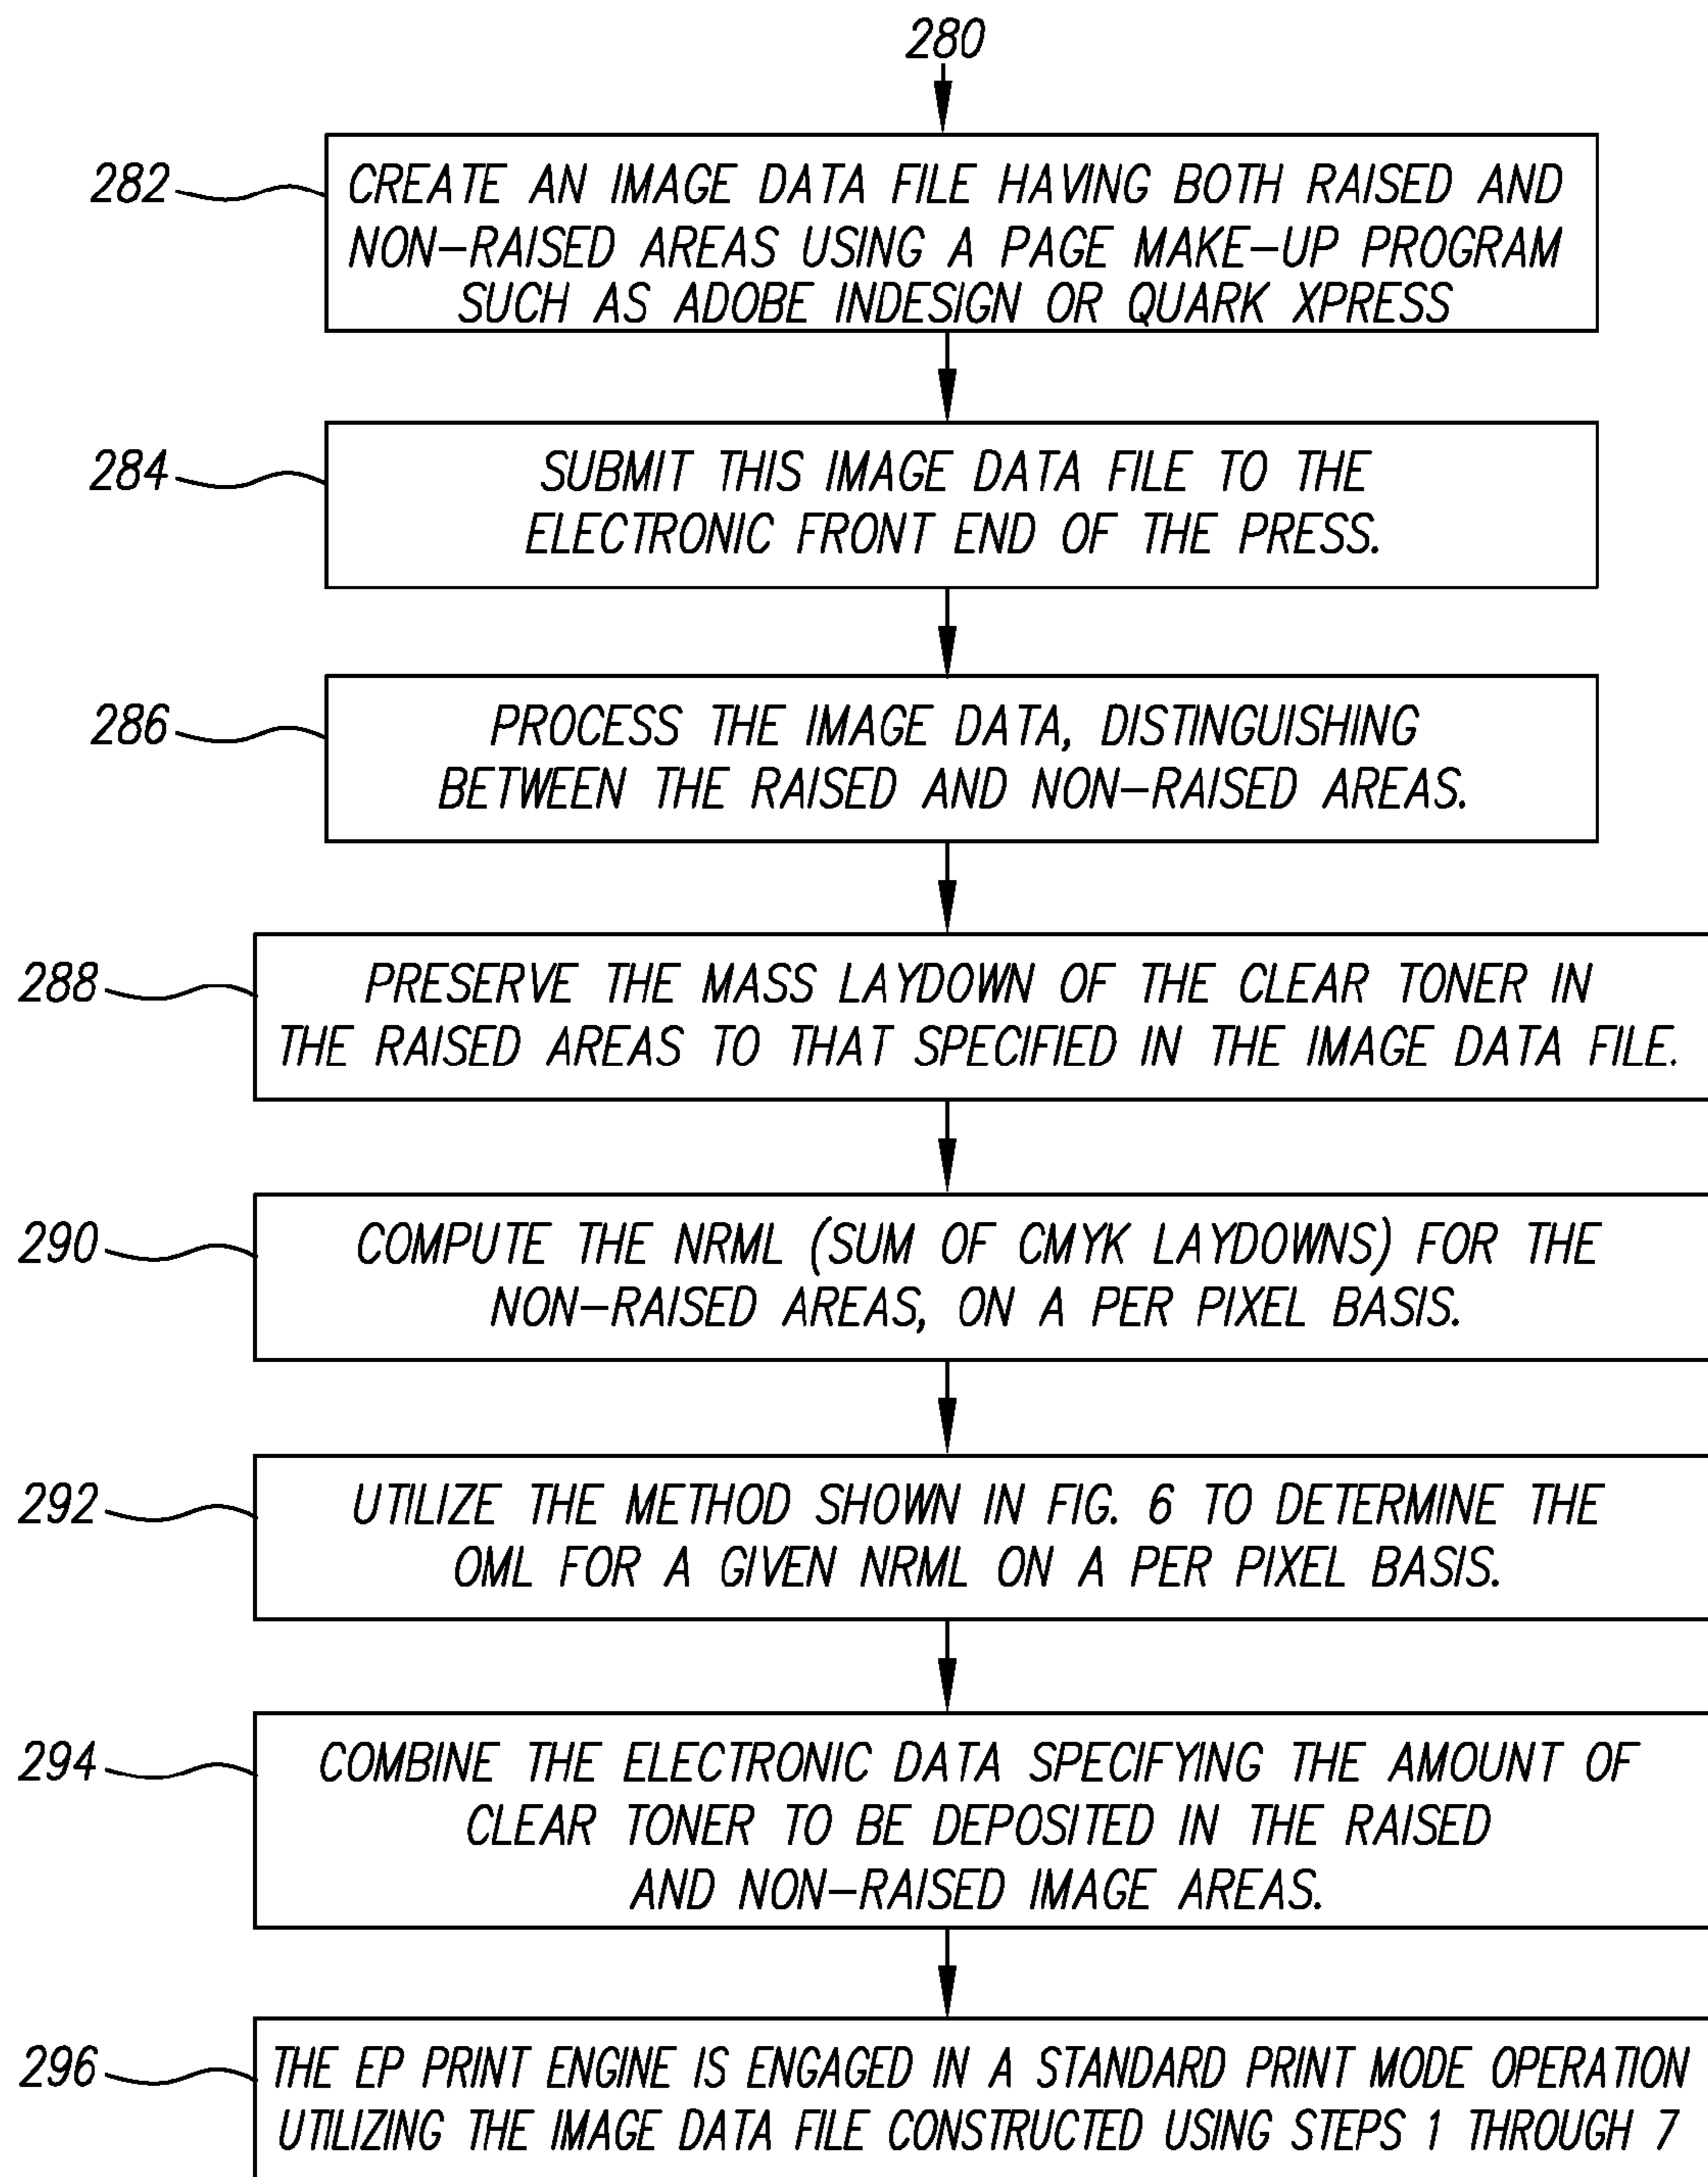 280
282
CREATE AN IMAGE DATA FILE HAVING BOTH RAISED AND
NON-RAISED AREAS USING A PAGE MAKE-UP PROGRAM
SUCH AS ADOBE INDESIGN OR QUARK XPRESS
284
SUBMIT THIS IMAGE DATA FILE TO THE
ELECTRONIC FRONT END OF THE PRESS.
286
PROCESS THE IMAGE DATA, DISTINGUISHING
BETWEEN THE RAISED AND NON-RAISED AREAS.
288
PRESERVE THE MASS LAYDOWN OF THE CLEAR TONER IN
THE RAISED AREAS TO THAT SPECIFIED IN THE IMAGE DATA FILE.
290
COMPUTE THE NRML (SUM OF CMYK LAYDOWNS) FOR THE
NON-RAISED AREAS, ON A PER PIXEL BASIS.
292
UTILIZE THE METHOD SHOWN IN FIG. 6 TO DETERMINE THE
OML FOR A GIVEN NRML ON A PER PIXEL BASIS.
294
COMBINE THE ELECTRONIC DATA SPECIFYING THE AMOUNT OF
CLEAR TONER TO BE DEPOSITED IN THE RAISED
AND NON-RAISED IMAGE AREAS.
296
THE EP PRINT ENGINE IS ENGAGED IN A STANDARD PRINT MODE OPERATION
UTILIZING THE IMAGE DATA FILE CONSTRUCTED USING STEPS 1 THROUGH 7